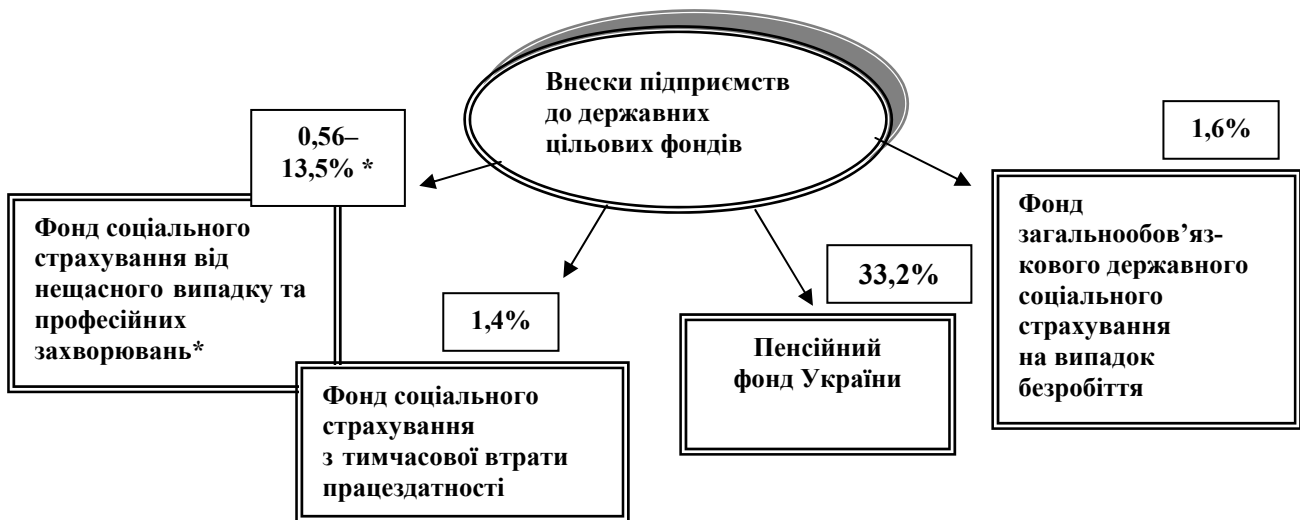 Внески підприємств
до державних
цільових фондів
0,56–
13,5% *
Фонд соціального
страхування від
нещасного випадку та
професійних
захворювань*
1,4%
Фонд соціального
страхування
з тимчасової втрати
працездатності
33,2%
Пенсійний
фонд України
1,6%
Фонд
загальнообов’яз-
кового державного
соціального
страхування
на випадок
безробіття